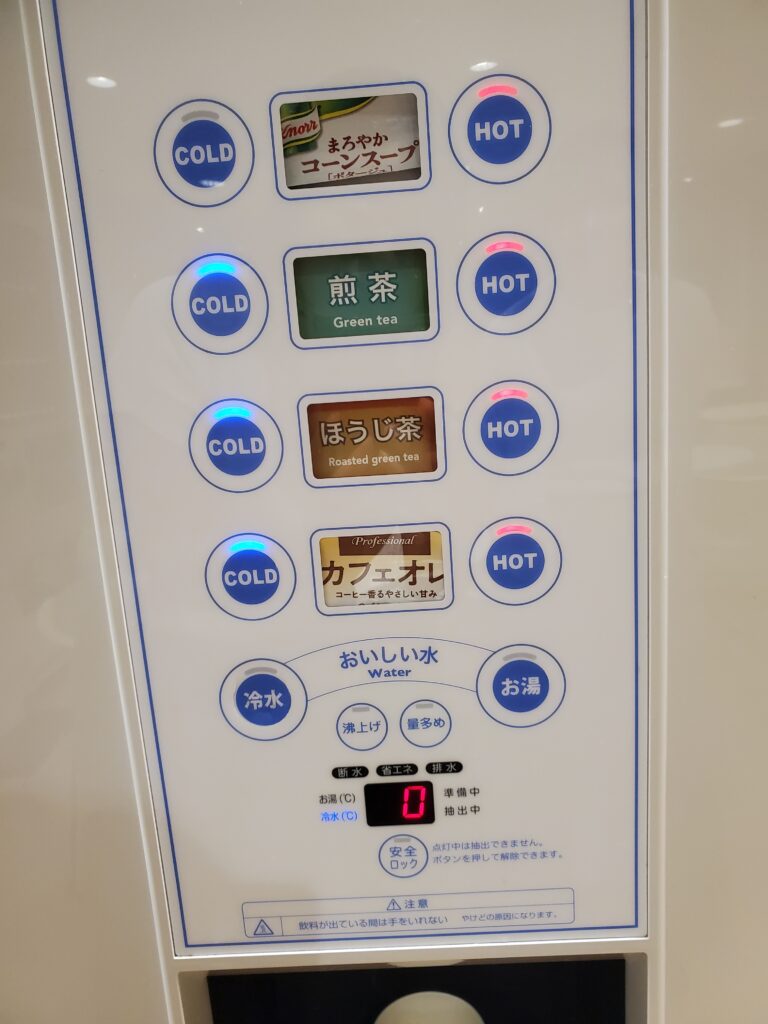 COLD
Knorr
まろやか
コーンスープ
[ポタージュ]
HOT
COLD
煎茶
Green tea
HOT
COLD
ほうじ茶
Roasted green tea
HOT
COLD
Professional
カフェオレ
コーヒー香るやさしい甘み
HOT
おいしい水
Water
冷水
お湯
沸上げ
量多め
断水 省エネ 排水
お湯(℃)
冷水(℃)
0
準備中
抽出中
安全
ロック
点灯中は抽出できません。
ボタンを押して解除できます。
⚠注意
飲料が出ている間は手をいれない やけどの原因になります。